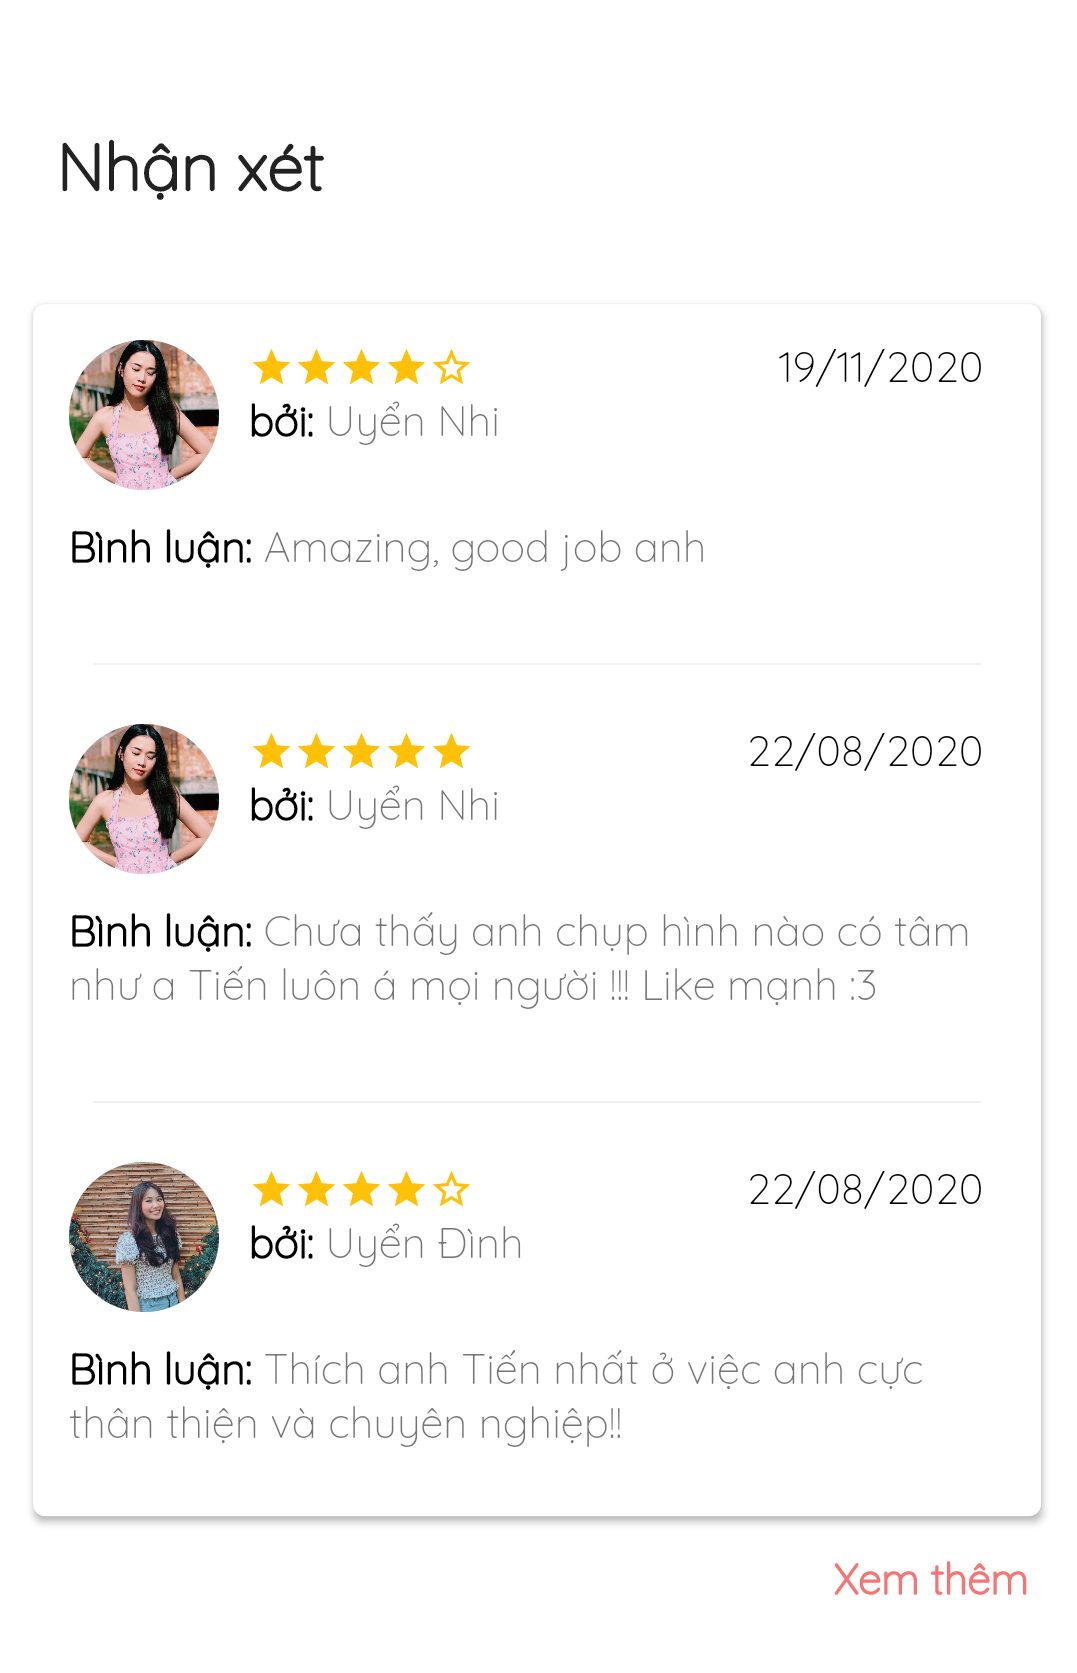 Nhận xét
19/11/2020
bởi: Uyển Nhi
Bình luận: Amazing, good job anh
22/08/2020
bởi: Uyển Nhi
Bình luận: Chưa thấy anh chụp hình nào có tâm
như a Tiến luôn á mọi người !!! Like mạnh :3
22/08/2020
bởi: Uyển Đình
Bình luận: Thích anh Tiến nhất ở việc anh cực
thân thiện và chuyên nghiệp!!
Xem thêm